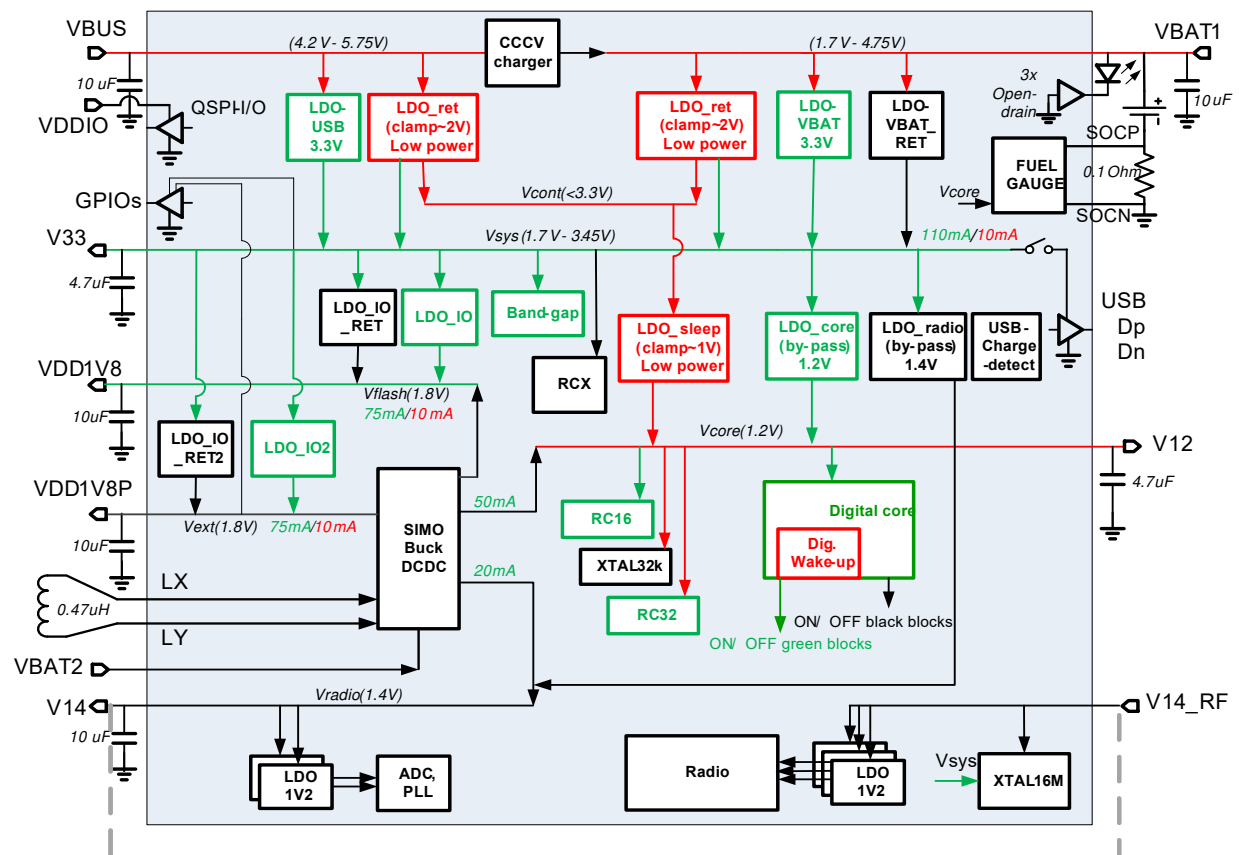 VBUS
(4.2 V - 5.75V)
CCCV
charger
(1.7 V - 4.75V)
VBAT1
10 uF
QSPI-I/O
VDDIO
LDO-
USB
3.3V
LDO_ret
(clamp~2V)
Low power
LDO_ret
(clamp~2V)
Low power
LDO-
VBAT
3.3V
LDO-
VBAT_
RET
3x
Open-
drain
10uF
SOCP
FUEL
GAUGE
0.1 Ohm
SOCN
Vcore
GPIOs
Vcont(<3.3V)
V33
Vsys (1.7 V - 3.45V)
110mA/10mA
4.7uF
LDO_IO
_RET
LDO_IO
Band-gap
LDO_sleep
(clamp~1V)
Low power
LDO_core
(by-pass)
1.2V
LDO_radio
(by-pass)
1.4V
USB -
Charge
-detect
USB
Dp
Dn
RCX
VDD1V8
Vflash(1.8V)
75mA/10 mA
10uF
LDO_IO
_RET2
LDO_IO2
Vcore(1.2V)
V12
4.7uF
VDD1V8P
Vext(1.8V)
75mA/10 mA
10uF
SIMO
Buck
DCDC
50mA
20mA
RC16
XTAL32k
RC32
Digital core
Dig.
Wake-up
ON/ OFF black blocks
ON/ OFF green blocks
LX
0.47uH
LY
VBAT2
V14
Vradio(1.4V)
V14_RF
10 uF
LDO
1V2
ADC,
PLL
Radio
LDO
1V2
Vsys
XTAL16M